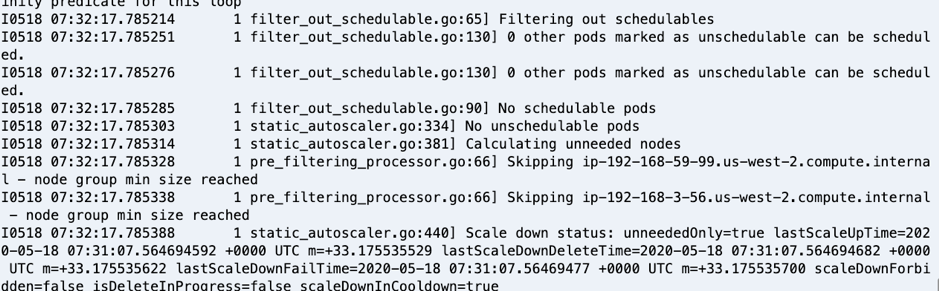 inity predicate for this loop
I0518 07:32:17.785214       1 filter_out_schedulable.go:65] Filtering out schedulables
I0518 07:32:17.785251       1 filter_out_schedulable.go:130] 0 other pods marked as unschedulable can be schedul
ed.
I0518 07:32:17.785276       1 filter_out_schedulable.go:130] 0 other pods marked as unschedulable can be schedul
ed.
I0518 07:32:17.785285       1 filter_out_schedulable.go:90] No schedulable pods
I0518 07:32:17.785303       1 static_autoscaler.go:334] No unschedulable pods
I0518 07:32:17.785314       1 static_autoscaler.go:381] Calculating unneeded nodes
I0518 07:32:17.785328       1 pre_filtering_processor.go:66] Skipping ip-192-168-59-99.us-west-2.compute.interna
l - node group min size reached
I0518 07:32:17.785338       1 pre_filtering_processor.go:66] Skipping ip-192-168-3-56.us-west-2.compute.internal
 - node group min size reached
I0518 07:32:17.785388       1 static_autoscaler.go:440] Scale down status: unneededOnly=true lastScaleUpTime=202
0-05-18 07:31:07.564694592 +0000 UTC m=+33.175535529 lastScaleDownDeleteTime=2020-05-18 07:31:07.564694682 +0000
 UTC m=+33.175535622 lastScaleDownFailTime=2020-05-18 07:31:07.56469477 +0000 UTC m=+33.175535700 scaleDownForbi
dden=false isDeleteInProgress=false scaleDownInCooldown=true